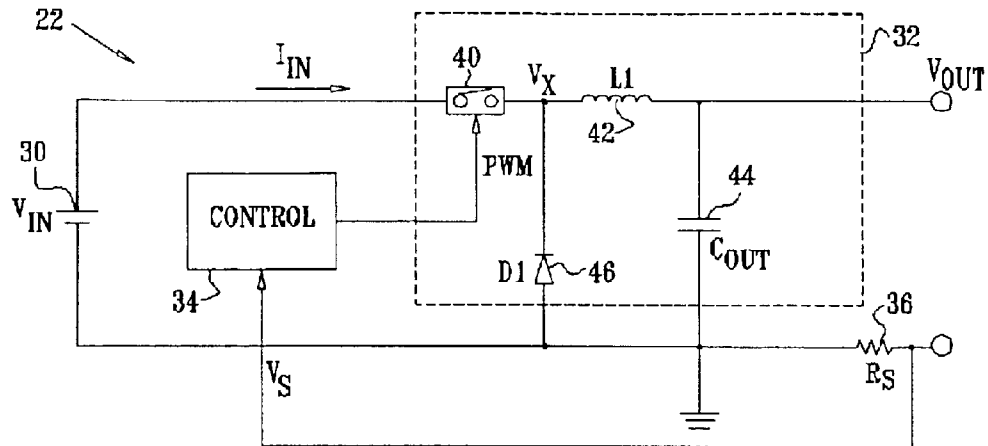 22
I_IN
40
V_X
L1
32
V_OUT
42
30
V_IN
CONTROL
PWM
44
C_OUT
D1
46
34
36
V_S
R_S